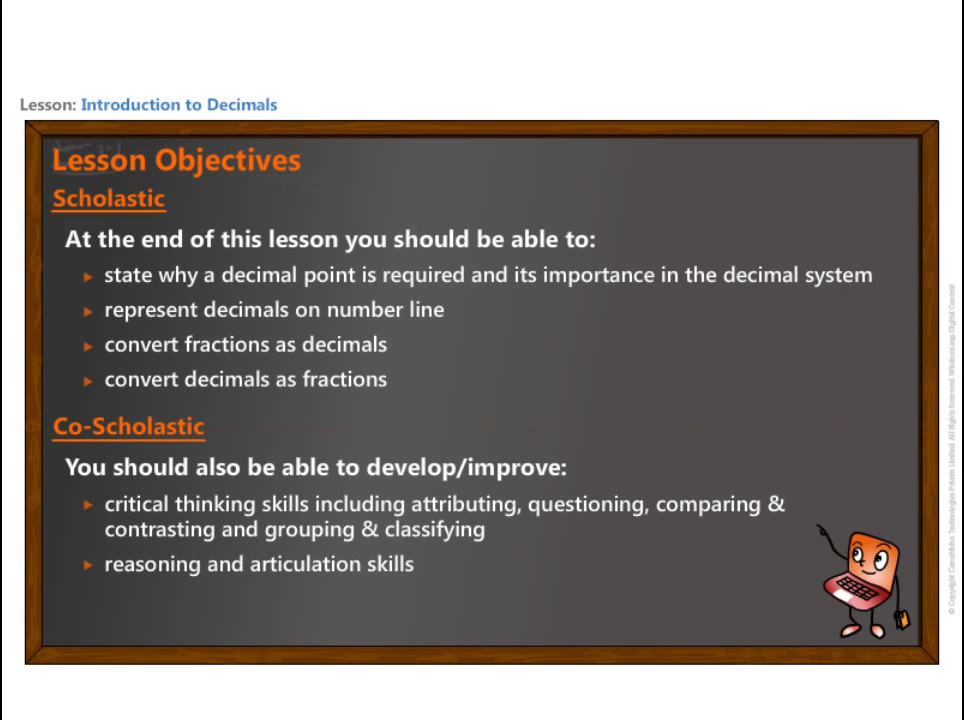 Lesson: Introduction to Decimals
Lesson Objectives
Scholastic
At the end of this lesson you should be able to:
state why a decimal point is required and its importance in the decimal system
represent decimals on number line
convert fractions as decimals
convert decimals as fractions
Co-Scholastic
You should also be able to develop/improve:
critical thinking skills including attributing, questioning, comparing &
contrasting and grouping & classifying
reasoning and articulation skills